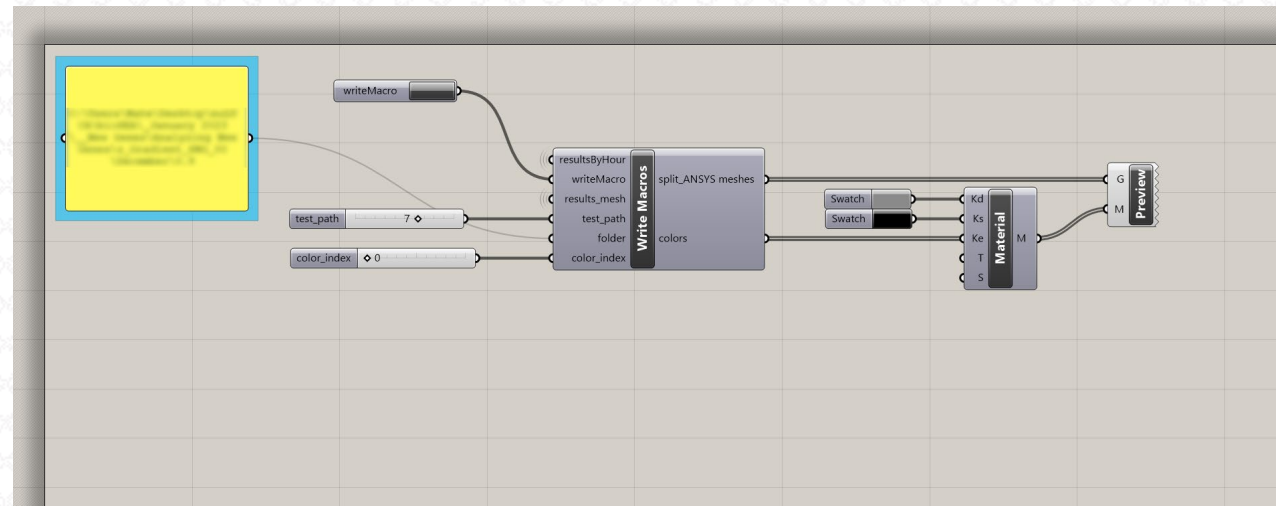 writeMacro
test_path 7
color_index 0
resultsByHour
writeMacro
results_mesh
test_path
folder
color_index
Write Macros
split_ANSYS meshes
colors
Swatch
Swatch
Kd
Ks
Ke
T
S
Material
M
G
M
Preview